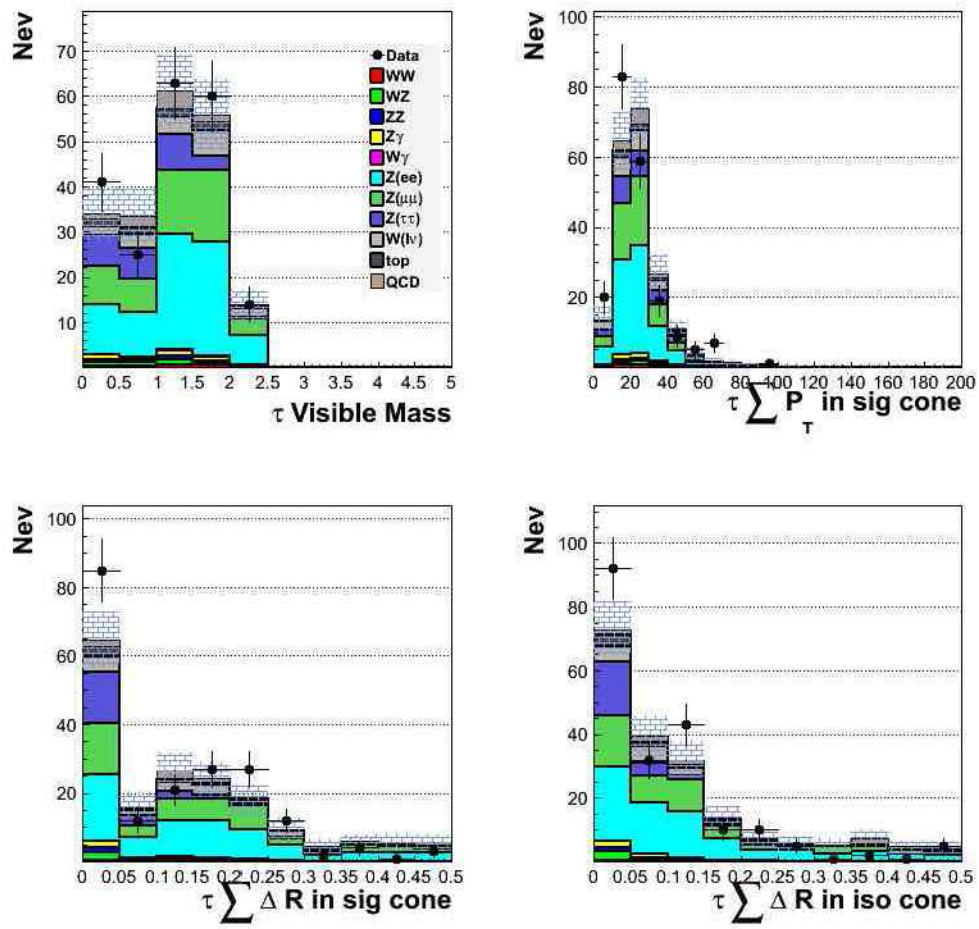 Nev
70
60
50
40
30
20
10
0 0.5 1 1.5 2 2.5 3 3.5 4 4.5 5
τ Visible Mass
Data
WW
WZ
ZZ
Zγ
Wγ
Z(ee)
Z(μμ)
Z(ττ)
W(lν)
top
QCD
Nev
100
80
60
40
20
0 20 40 60 80 100 120 140 160 180 200
τ ∑ P_T in sig cone
Nev
100
80
60
40
20
0 0.05 0.1 0.15 0.2 0.25 0.3 0.35 0.4 0.45 0.5
τ ∑ Δ R in sig cone
Nev
100
80
60
40
20
0 0.05 0.1 0.15 0.2 0.25 0.3 0.35 0.4 0.45 0.5
τ ∑ Δ R in iso cone